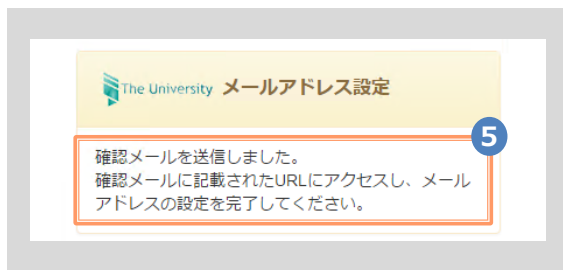 The University メールアドレス設定
5
確認メールを送信しました。
確認メールに記載されたURLにアクセスし、メール
アドレスの設定を完了してください。